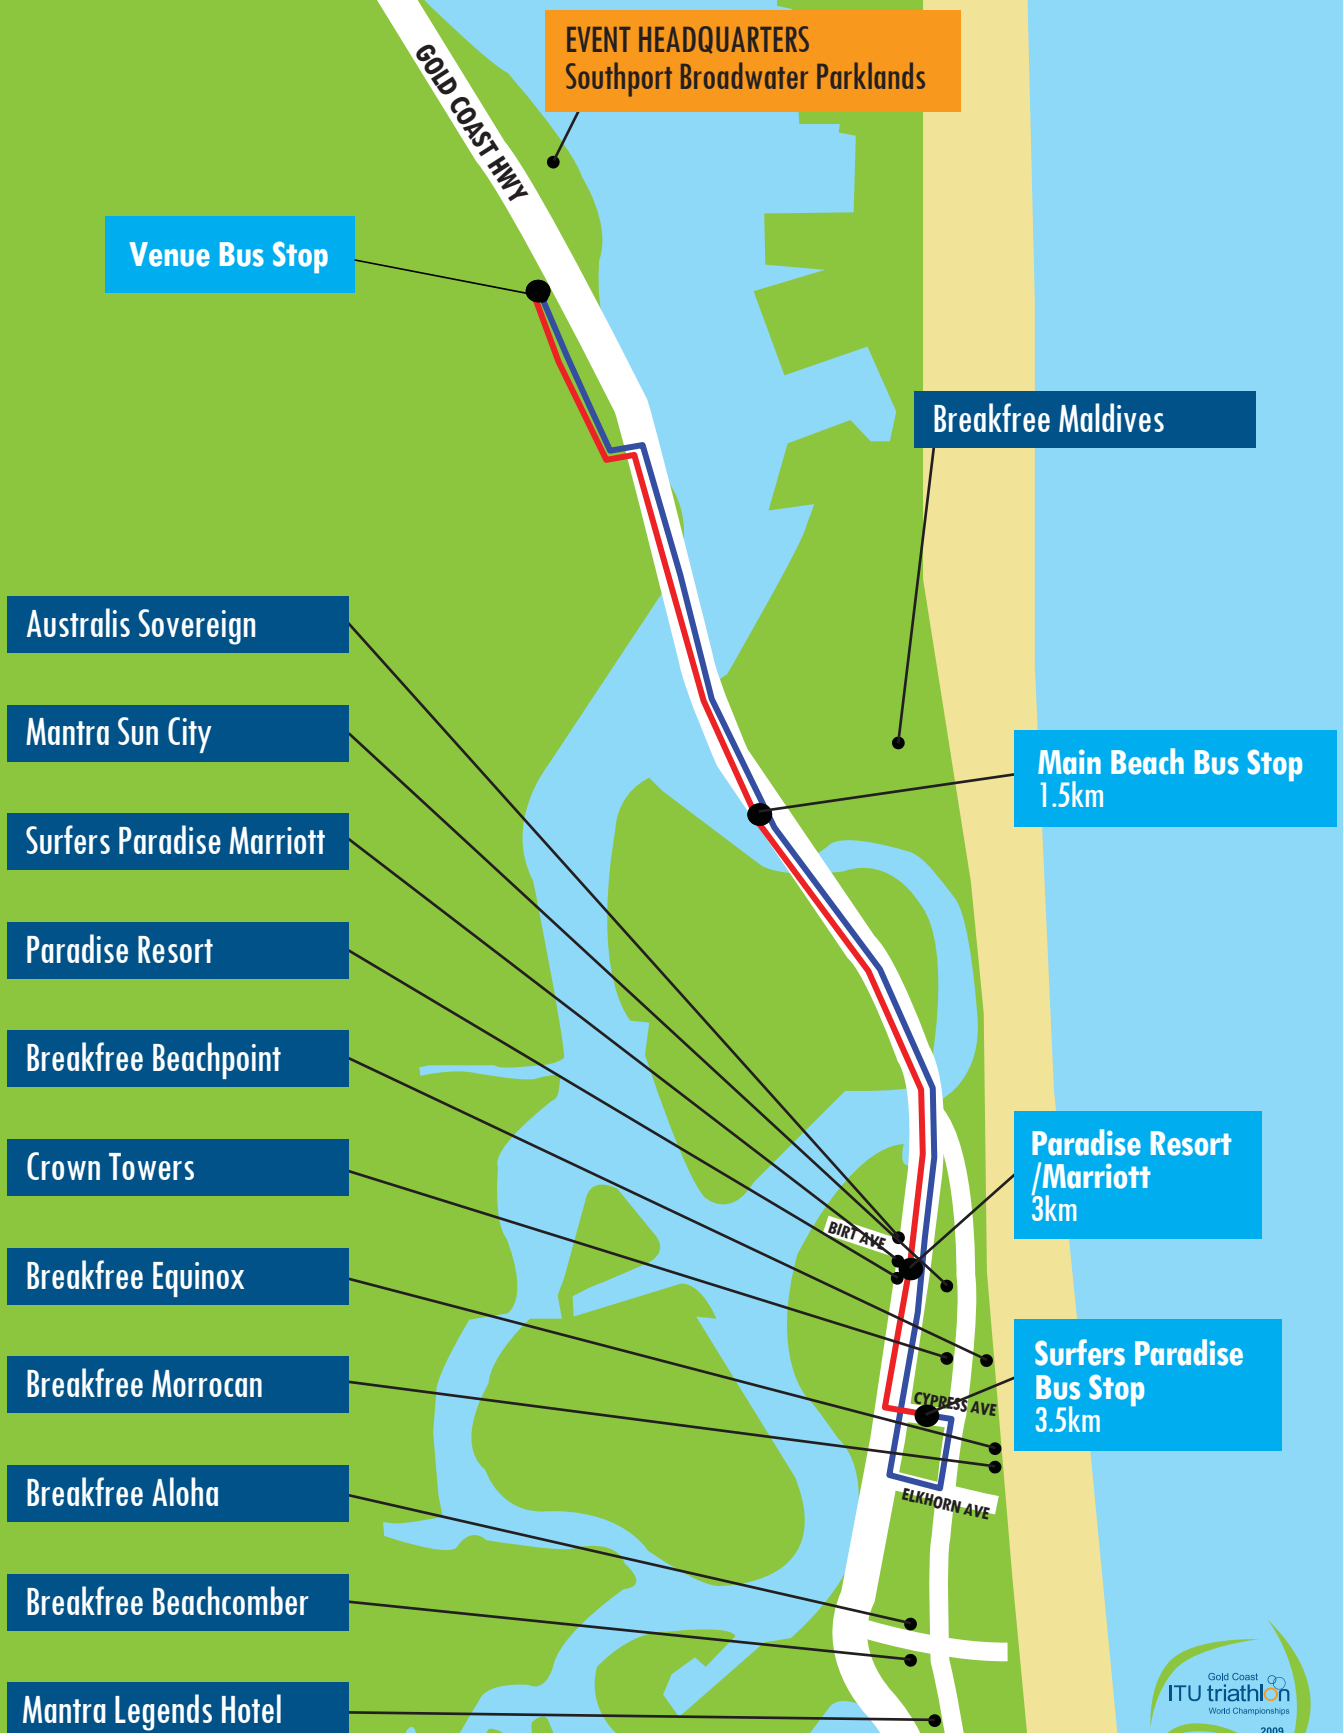 EVENT HEADQUARTERS
Southport Broadwater Parklands
GOLD COAST HWY
Venue Bus Stop
Breakfree Maldives
Australis Sovereign
Mantra Sun City
Main Beach Bus Stop
1.5km
Surfers Paradise Marriott
Paradise Resort
Breakfree Beachpoint
Crown Towers
Paradise Resort
/Marriott
3km
BIRT AVE
Breakfree Equinox
Surfers Paradise
Bus Stop
3.5km
Breakfree Morrocan
CYPRESS AVE
Breakfree Aloha
ELKHORN AVE
Breakfree Beachcomber
Mantra Legends Hotel
Gold Coast
ITU triathlon
World Championships
2009